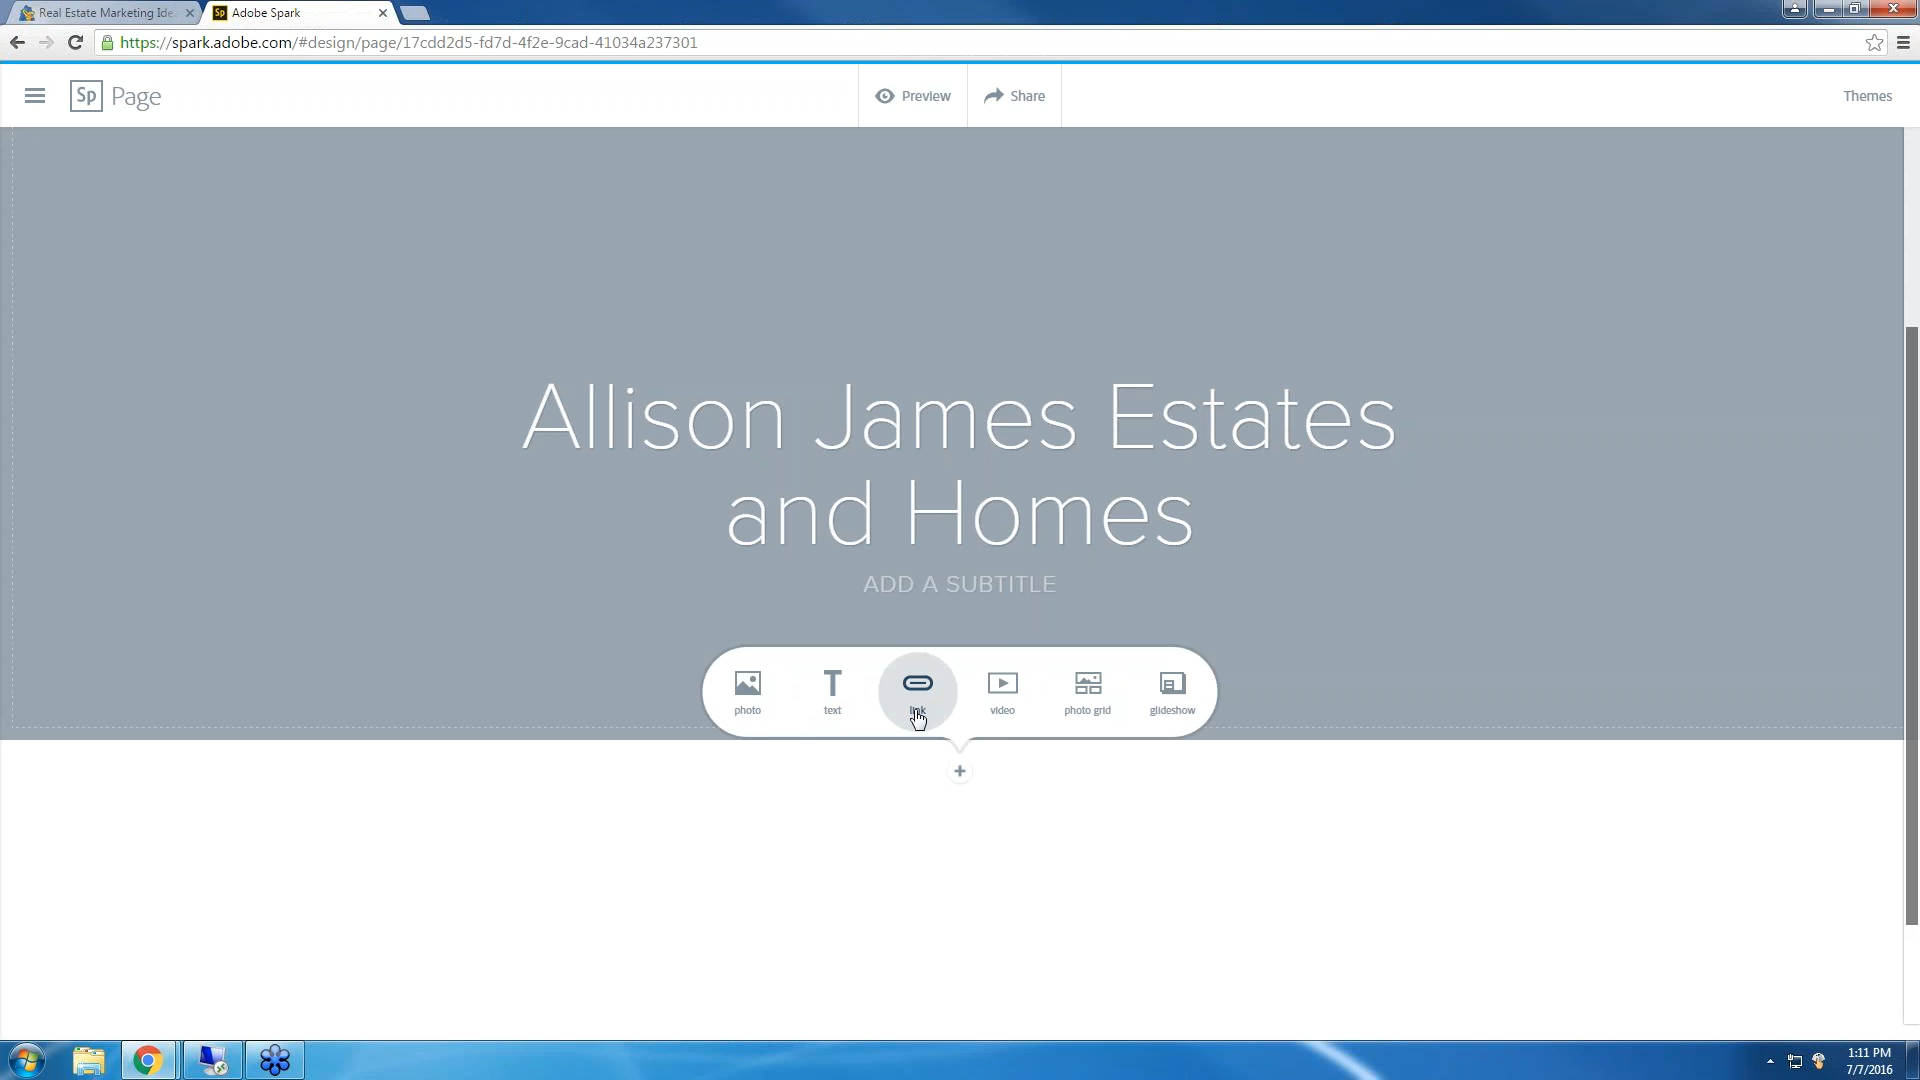 Real Estate Marketing Ide
Sp Adobe Spark
https://spark.adobe.com/#design/page/17cdd2d5-fd7d-4f2e-9cad-41034a237301
Sp Page
Preview
Share
Themes
Allison James Estates
and Homes
ADD A SUBTITLE
photo
text
link
video
photo grid
glideshow
1:11 PM
7/7/2016